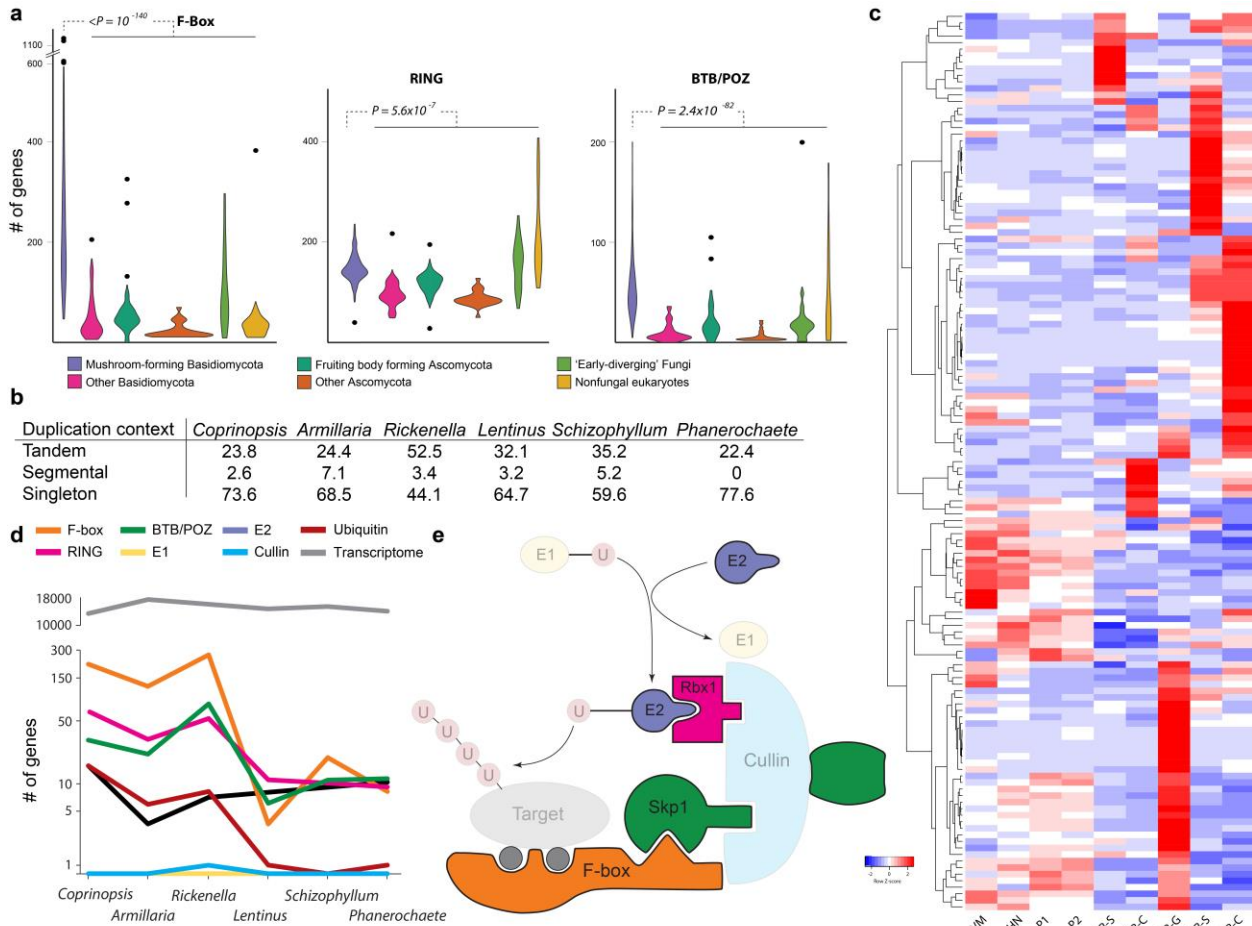 a
F-Box
<P = 10 -140
1100
600
400
200
# of genes
RING
P = 5.6x10 -7
400
200
BTB/POZ
P = 2.4x10 -82
200
100
Mushroom-forming Basidiomycota
Other Basidiomycota
Fruiting body forming Ascomycota
Other Ascomycota
'Early-diverging' Fungi
Nonfungal eukaryotes
b
Duplication context Coprinopsis Armillaria Rickenella Lentinus Schizophyllum Phanerochaete
Tandem 23.8 24.4 52.5 32.1 35.2 22.4
Segmental 2.6 7.1 3.4 3.2 5.2 0
Singleton 73.6 68.5 44.1 64.7 59.6 77.6
c
-2 0 2
Row Z-score
P1
P2
d
F-box
BTB/POZ
E2
Ubiquitin
RING
E1
Cullin
Transcriptome
18000
10000
300
150
50
10
5
1
# of genes
Coprinopsis
Armillaria
Rickenella
Lentinus
Schizophyllum
Phanerochaete
e
E1
U
E2
E1
Rbx1
E2
U
U
U
U
U
Cullin
Target
Skp1
F-box